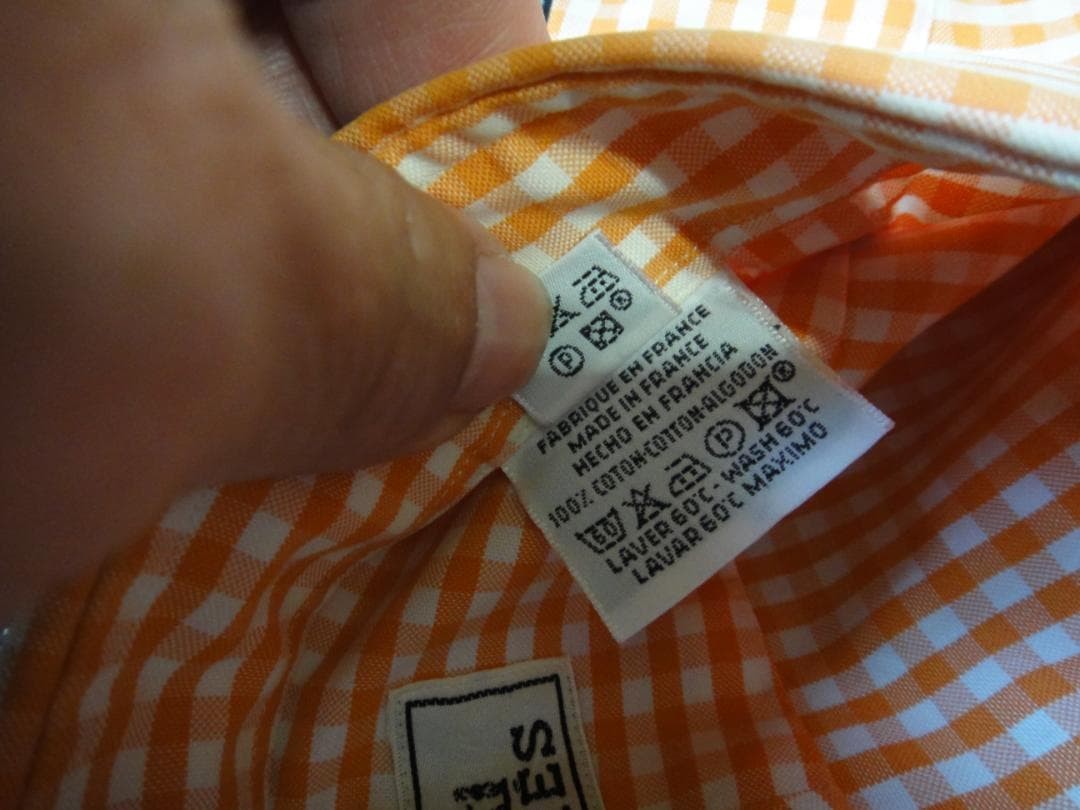 FABRIQUE EN FRANCE
MADE IN FRANCE
HECHO EN FRANCIA
100% COTON-COTTON-ALGODON
60 P ®
LAVER 60°C - WASH 60°C
LAVAR 60°C MAXIMO
P ®